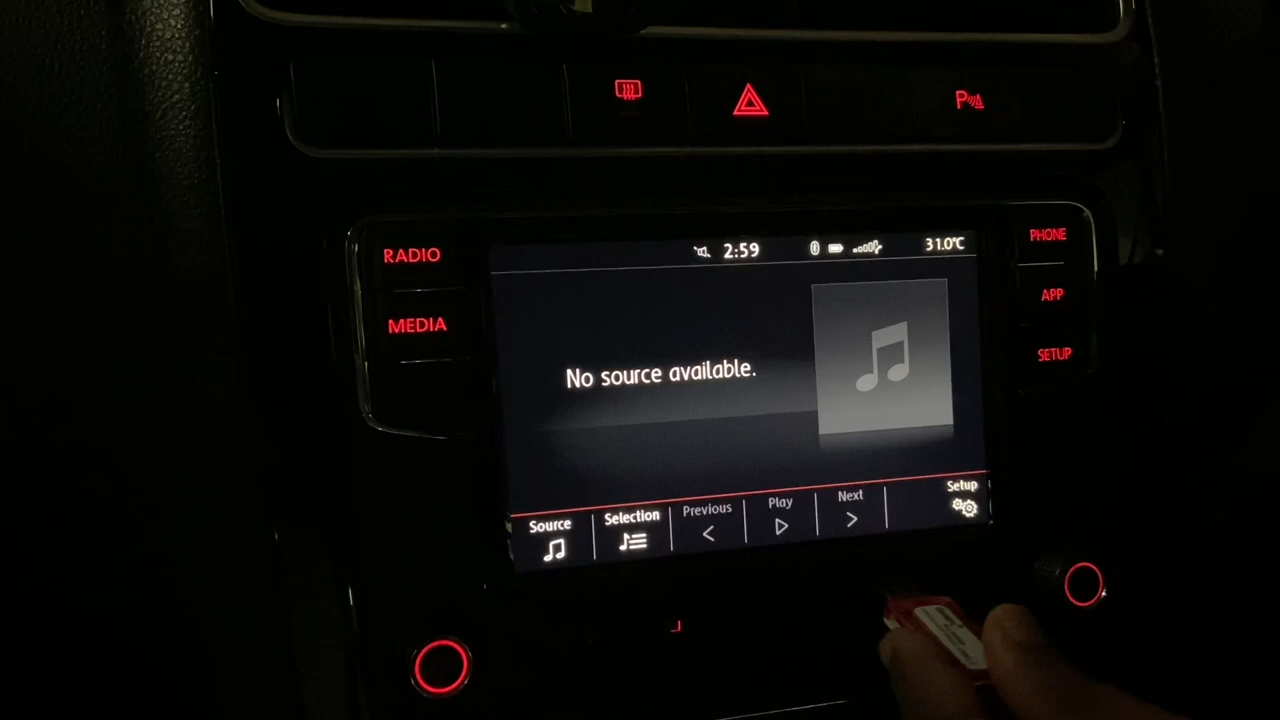 P
RADIO
MEDIA
2:59
31.0°C
No source available.
Source
Selection
Previous
Play
Next
Setup
PHONE
APP
SETUP